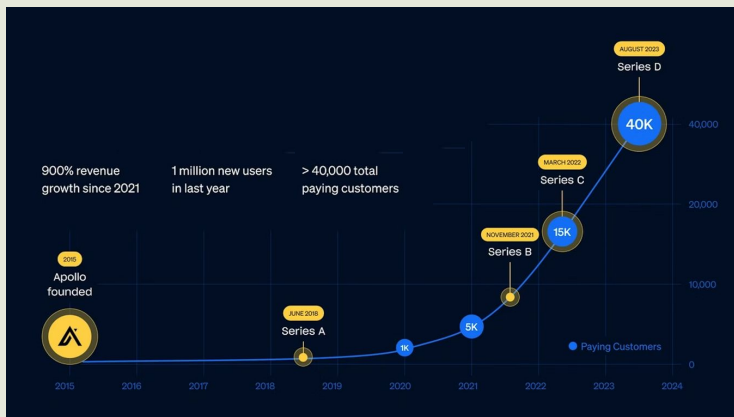 AUGUST 2023
Series D
40K
40,000
900% revenue
growth since 2021
1 million new users
in last year
> 40,000 total
paying customers
MARCH 2022
Series C
20,000
15K
NOVEMBER 2021
Series B
2015
Apollo
founded
10,000
JUNE 2018
Series A
5K
1K
Paying Customers
0
2015
2016
2017
2018
2019
2020
2021
2022
2023
2024